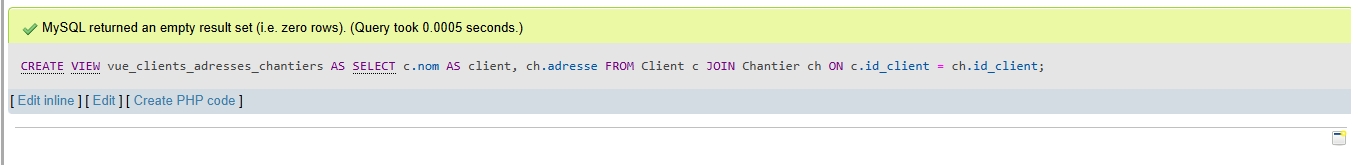 MySQL returned an empty result set (i.e. zero rows). (Query took 0.0005 seconds.)
CREATE VIEW vue_clients_adresses_chantiers AS SELECT c.nom AS client, ch.adresse FROM Client c JOIN Chantier ch ON c.id_client = ch.id_client;
[ Edit inline ] [ Edit ] [ Create PHP code ]